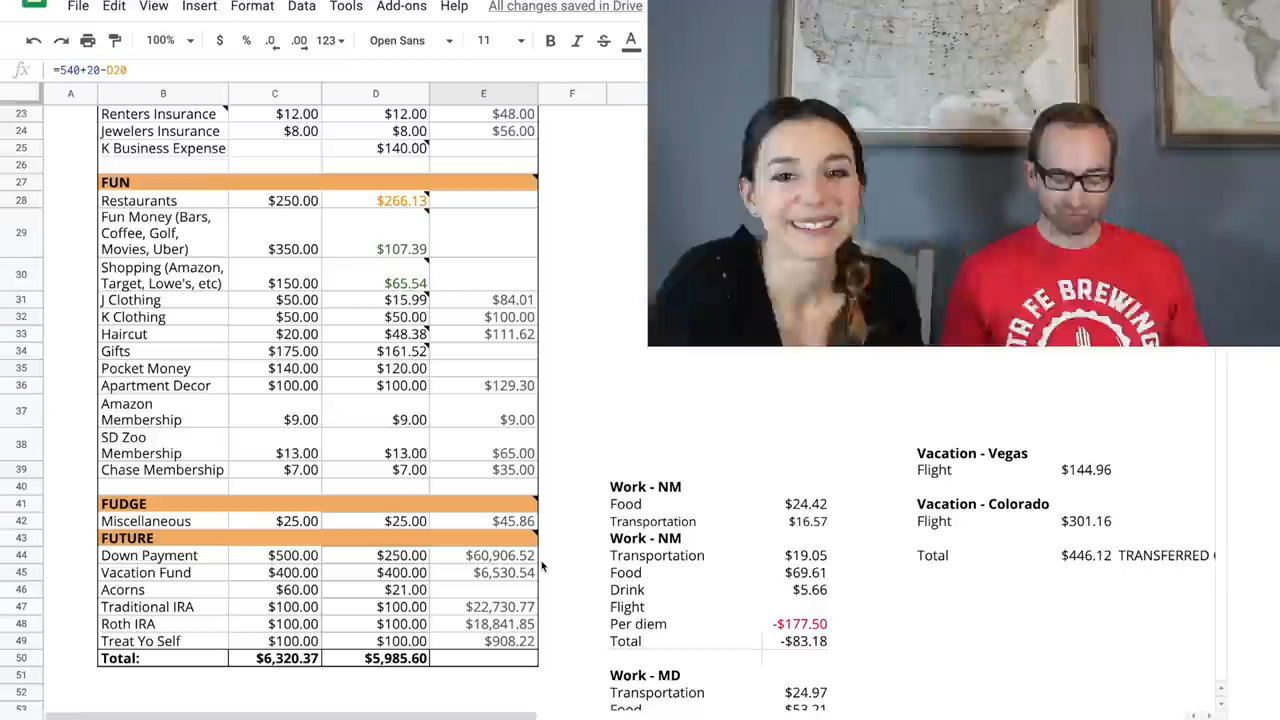 File Edit View Insert Format Data Tools Add-ons Help All changes saved in Drive
100% $ % .0 .00 123 Open Sans 11 B I S A
fx =540+20-D20
A B C D E F
23 Renters Insurance $12.00 $12.00 $48.00
24 Jewelers Insurance $8.00 $8.00 $56.00
25 K Business Expense $140.00
26
27 FUN
28 Restaurants $250.00 $266.13
Fun Money (Bars,
Coffee, Golf,
29 Movies, Uber) $350.00 $107.39
Shopping (Amazon,
30 Target, Lowe's, etc) $150.00 $65.54
31 J Clothing $50.00 $15.99 $84.01
32 K Clothing $50.00 $50.00 $100.00
33 Haircut $20.00 $48.38 $111.62
34 Gifts $175.00 $161.52
35 Pocket Money $140.00 $120.00
36 Apartment Decor $100.00 $100.00 $129.30
Amazon
37 Membership $9.00 $9.00 $9.00
SD Zoo
38 Membership $13.00 $13.00 $65.00
39 Chase Membership $7.00 $7.00 $35.00
40
41 FUDGE
42 Miscellaneous $25.00 $25.00 $45.86
43 FUTURE
44 Down Payment $500.00 $250.00 $60,906.52
45 Vacation Fund $400.00 $400.00 $6,530.54
46 Acorns $60.00 $21.00
47 Traditional IRA $100.00 $100.00 $22,730.77
48 Roth IRA $100.00 $100.00 $18,841.85
49 Treat Yo Self $100.00 $100.00 $908.22
50 Total: $6,320.37 $5,985.60
51
52
53
Work - NM
Food $24.42
Transportation $16.57
Work - NM
Transportation $19.05
Food $69.61
Drink $5.66
Flight
Per diem -$177.50
Total -$83.18
Work - MD
Transportation $24.97
Food $53.21
Vacation - Vegas
Flight $144.96
Vacation - Colorado
Flight $301.16
Total $446.12 TRANSFERRED
TA FE BREWING